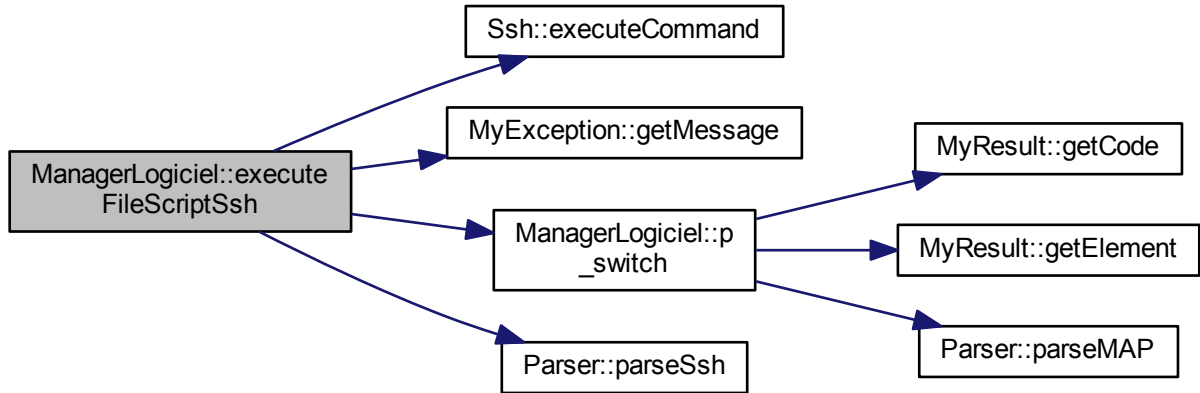 Ssh::executeCommand
MyException::getMessage
ManagerLogiciel::execute
FileScriptSsh
ManagerLogiciel::p
_switch
Parser::parseSsh
MyResult::getCode
MyResult::getElement
Parser::parseMAP